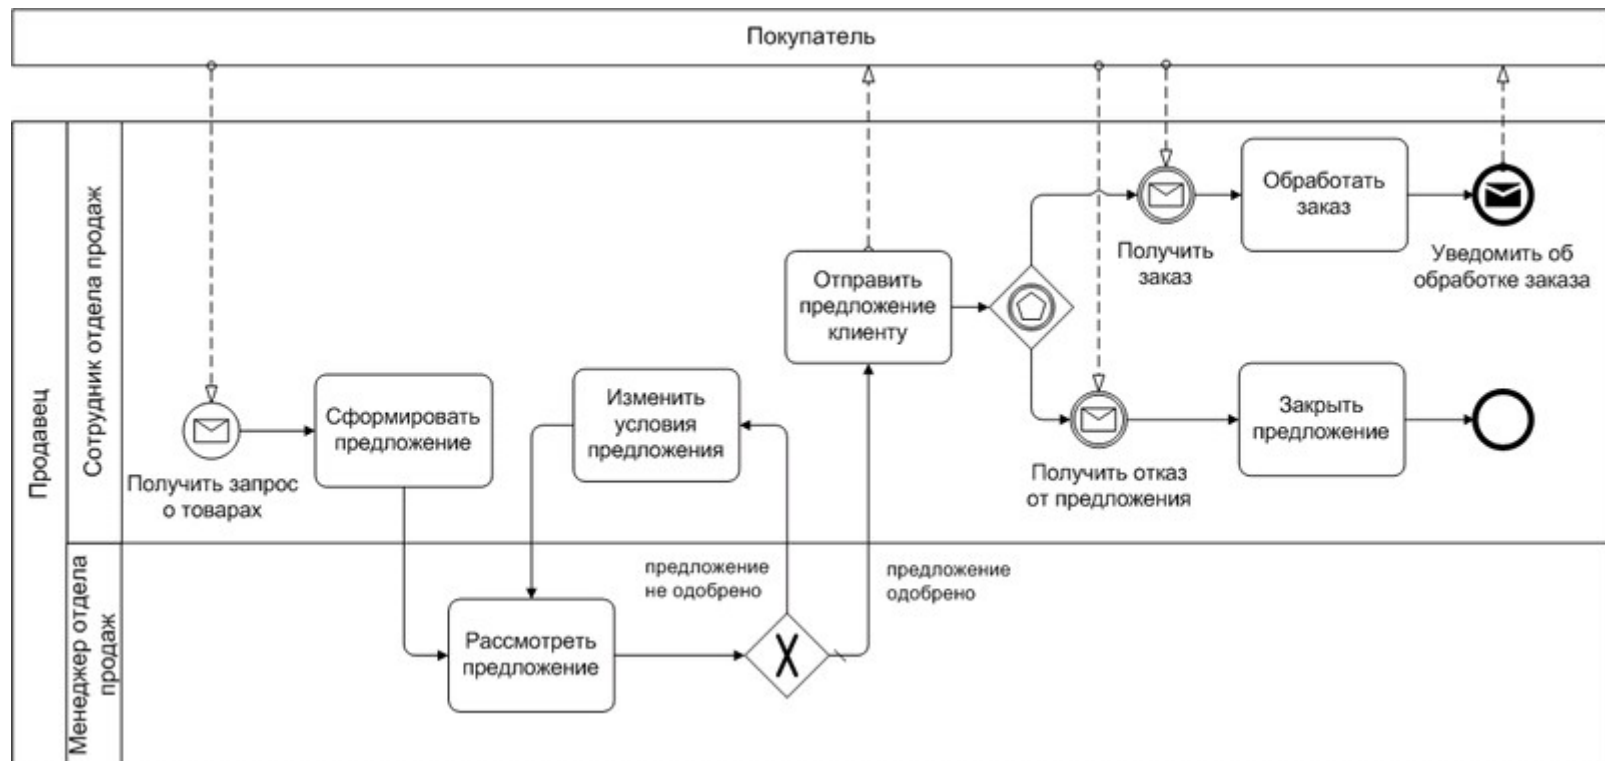 Покупатель
Продавец
Сотрудник отдела продаж
Менеджер отдела
продаж
Получить запрос
о товарах
Сформировать
предложение
Изменить
условия
предложения
Рассмотреть
предложение
предложение
не одобрено
предложение
одобрено
Отправить
предложение
клиенту
Получить
заказ
Обработать
заказ
Уведомить об
обработке заказа
Получить отказ
от предложения
Закрыть
предложение